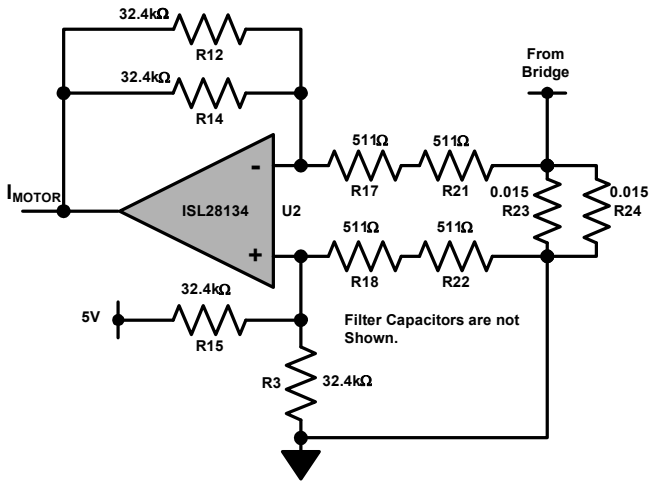 32.4kΩ
R12
32.4kΩ
R14
From
Bridge
511Ω
R17
511Ω
R21
0.015
R23
0.015
R24
IMOTOR
-
ISL28134
U2
+
511Ω
R18
511Ω
R22
32.4kΩ
5V
R15
Filter Capacitors are not
Shown.
R3
32.4kΩ